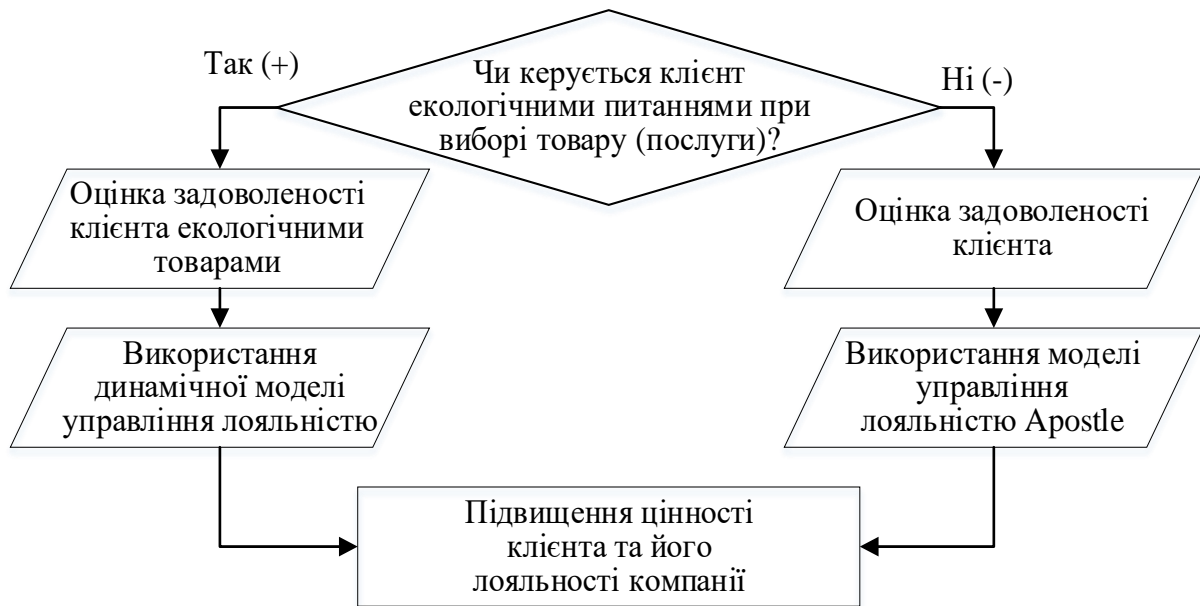 Так (+)
Чи керується клієнт
екологічними питаннями при
виборі товару (послуги)?
Ні (-)
Оцінка задоволеності
клієнта екологічними
товарами
Оцінка задоволеності
клієнта
Використання
динамічної моделі
управління лояльністю
Використання моделі
управління
лояльністю Apostle
Підвищення цінності
клієнта та його
лояльності компанії